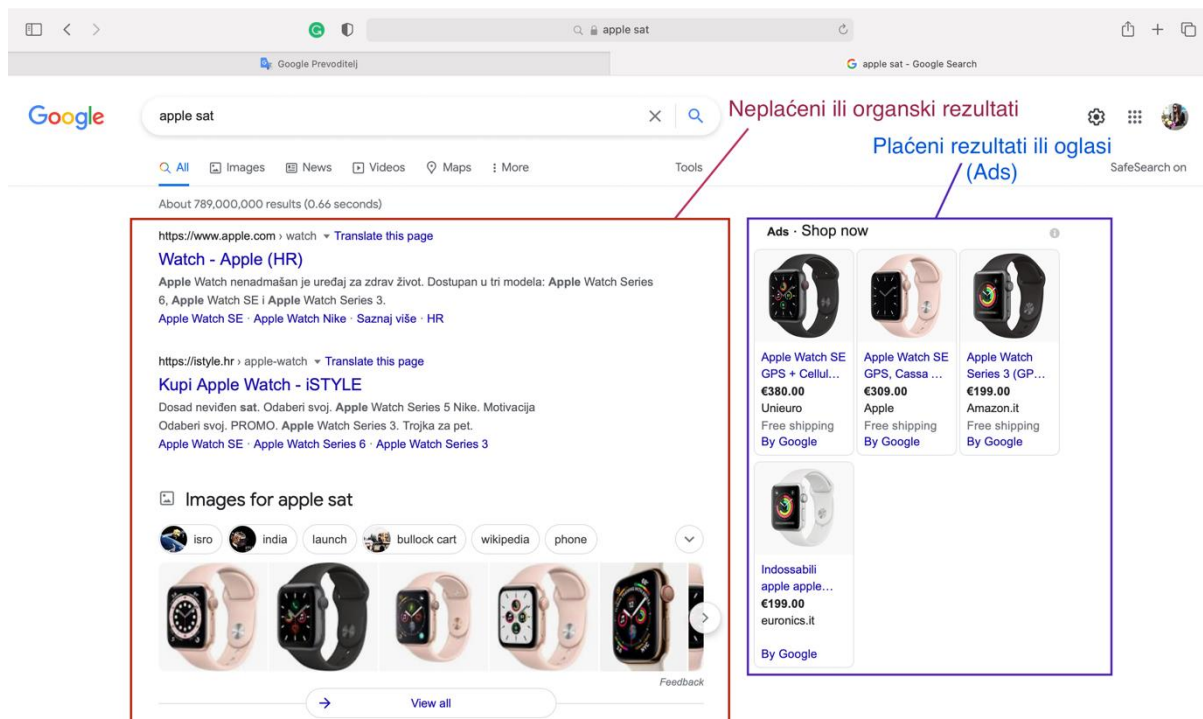 apple sat
Google Prevoditelj
apple sat - Google Search
Google
apple sat
Neplaćeni ili organski rezultati
Plaćeni rezultati ili oglasi
(Ads)
All Images News Videos Maps More Tools
SafeSearch on
About 789,000,000 results (0.66 seconds)
https://www.apple.com › watch Translate this page
Watch - Apple (HR)
Apple Watch nenadmašan je uređaj za zdrav život. Dostupan u tri modela: Apple Watch Series
6, Apple Watch SE i Apple Watch Series 3.
Apple Watch SE · Apple Watch Nike · Saznaj više · HR
https://istyle.hr › apple-watch Translate this page
Kupi Apple Watch - iSTYLE
Dosad neviđen sat. Odaberi svoj. Apple Watch Series 5 Nike. Motivacija
Odaberi svoj. PROMO. Apple Watch Series 3. Trojka za pet.
Apple Watch SE · Apple Watch Series 6 · Apple Watch Series 3
Images for apple sat
isro india launch bullock cart wikipedia phone
Feedback
View all
Ads · Shop now
Apple Watch SE
GPS + Cellul...
€380.00
Unieuro
Free shipping
By Google
Apple Watch SE
GPS, Cassa ...
€309.00
Apple
Free shipping
By Google
Apple Watch
Series 3 (GP...
€199.00
Amazon.it
Free shipping
By Google
Indossabili
apple apple...
€199.00
euronics.it
By Google